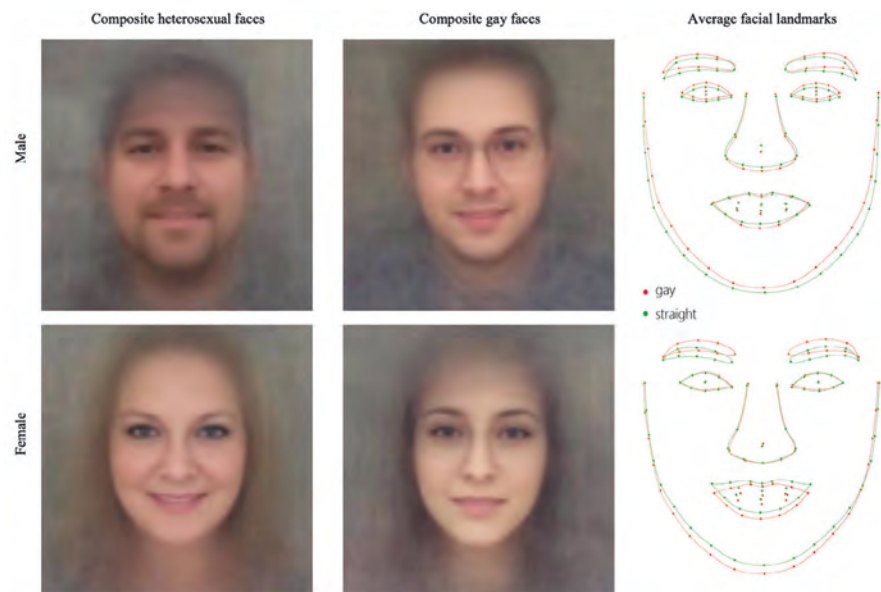 Composite heterosexual faces
Composite gay faces
Average facial landmarks
Male
gay
straight
Female